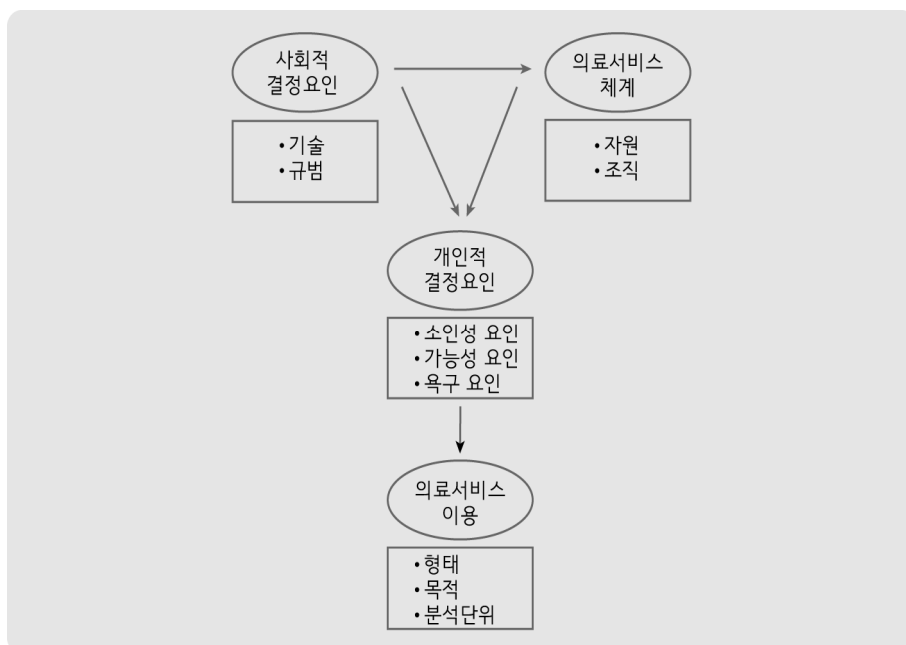 사회적
결정요인
의료서비스
체계
• 기술
• 규범
• 자원
• 조직
개인적
결정요인
• 소인성 요인
• 가능성 요인
• 욕구 요인
의료서비스
이용
• 형태
• 목적
• 분석단위